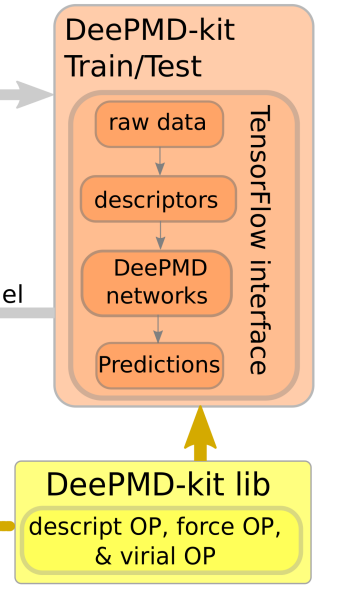 DeePMD-kit
Train/Test
raw data
descriptors
DeePMD
networks
Predictions
TensorFlow interface
el
DeePMD-kit lib
descript OP, force OP,
& virial OP